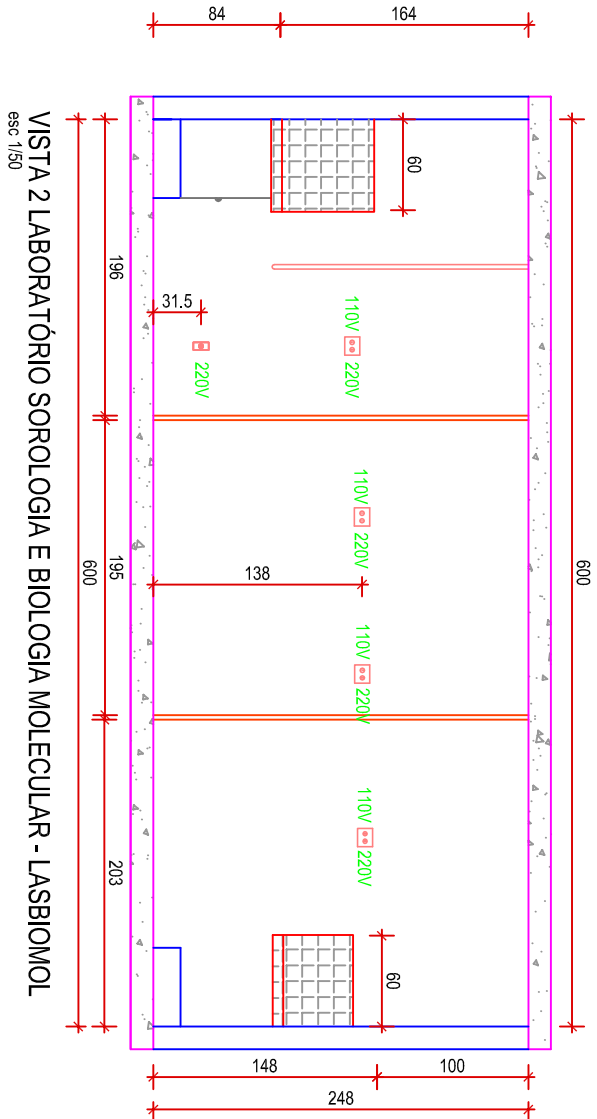 84
164
600
60
196
31.5
110V 220V
220V
110V 220V
195
600
138
110V 220V
110V 220V
203
60
148
100
248
VISTA 2 LABORATÓRIO SOROLOGIA E BIOLOGIA MOLECULAR - LASBIOMOL
esc 1/50